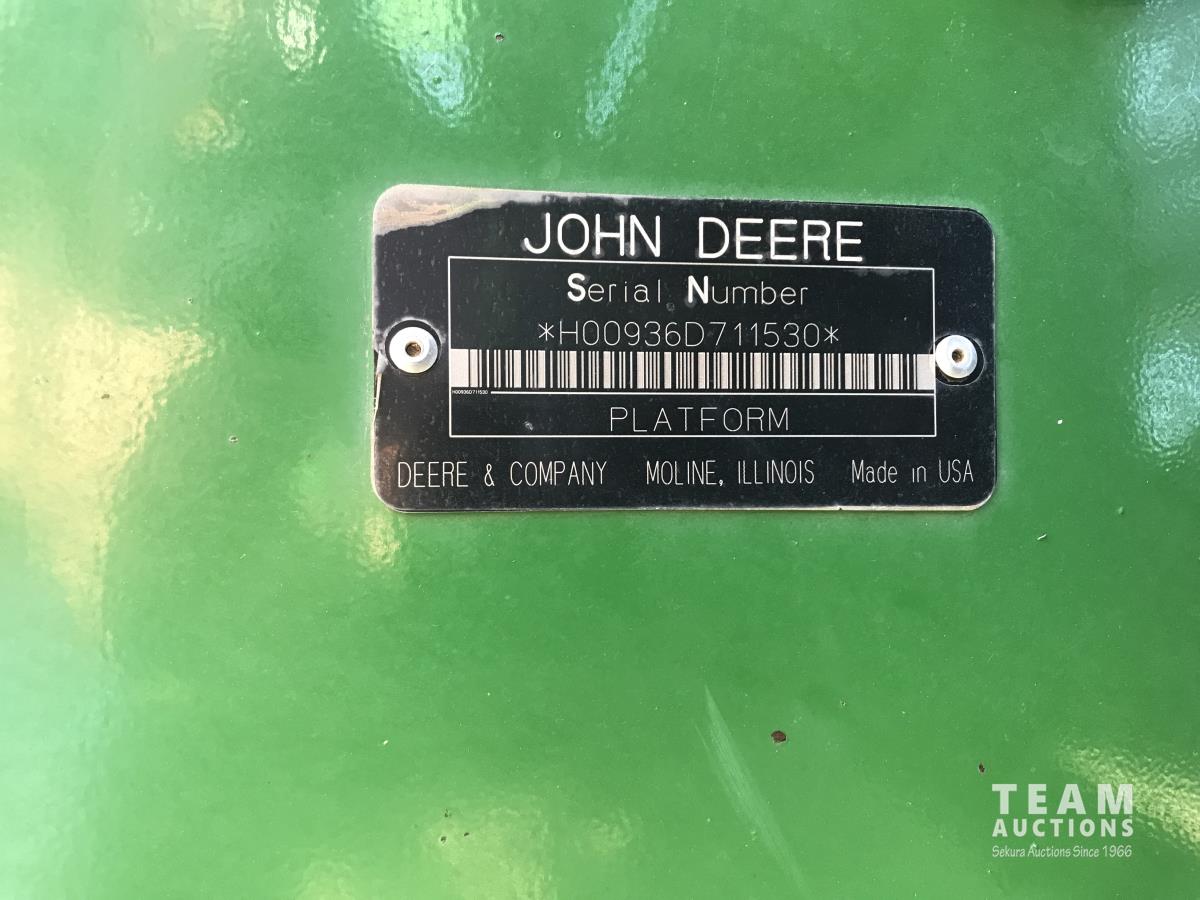 JOHN DEERE
Serial Number
*H00936D711530*
H00936D711530
PLATFORM
DEERE & COMPANY MOLINE, ILLINOIS Made in USA
TEAM
AUCTIONS
Sekura Auctions Since 1966